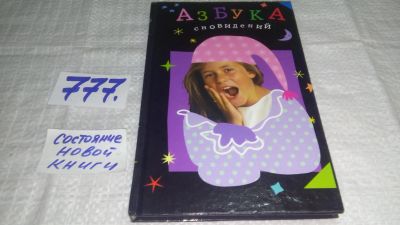 АЗБУКА
сновидений
777.
Состояние
новой
книги